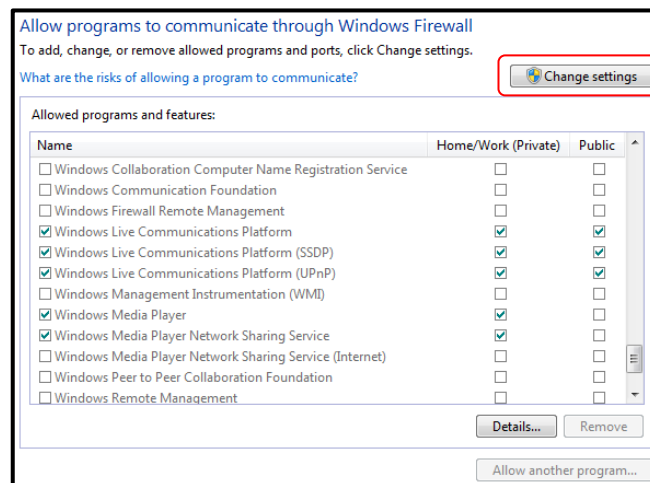 Allow programs to communicate through Windows Firewall
To add, change, or remove allowed programs and ports, click Change settings.
What are the risks of allowing a program to communicate?
Change settings
Allowed programs and features:
Name Home/Work (Private) Public
Windows Collaboration Computer Name Registration Service
Windows Communication Foundation
Windows Firewall Remote Management
Windows Live Communications Platform
Windows Live Communications Platform (SSDP)
Windows Live Communications Platform (UPnP)
Windows Management Instrumentation (WMI)
Windows Media Player
Windows Media Player Network Sharing Service
Windows Media Player Network Sharing Service (Internet)
Windows Peer to Peer Collaboration Foundation
Windows Remote Management
Details... Remove
Allow another program...